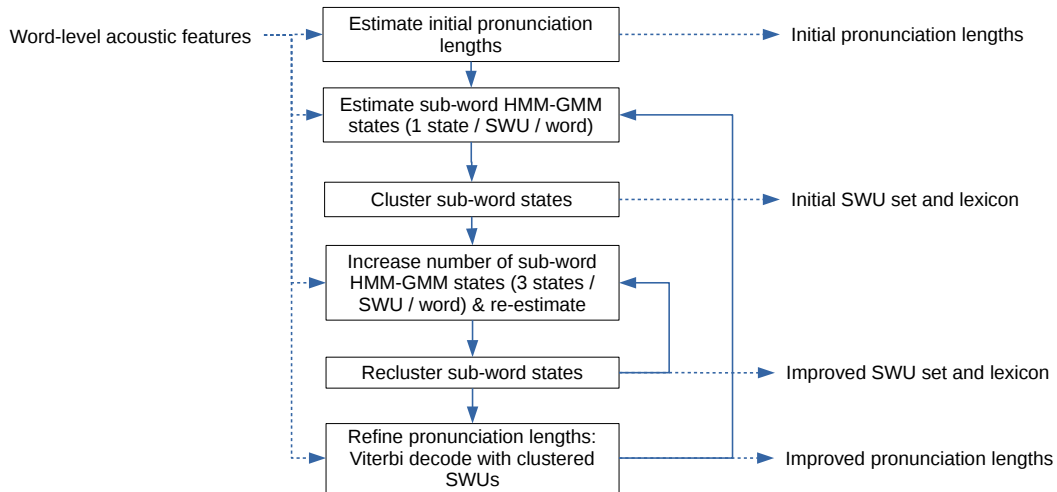 Word-level acoustic features
Estimate initial pronunciation
lengths
Initial pronunciation lengths
Estimate sub-word HMM-GMM
states (1 state / SWU / word)
Cluster sub-word states
Initial SWU set and lexicon
Increase number of sub-word
HMM-GMM states (3 states /
SWU / word) & re-estimate
Recluster sub-word states
Improved SWU set and lexicon
Refine pronunciation lengths:
Viterbi decode with clustered
SWUs
Improved pronunciation lengths